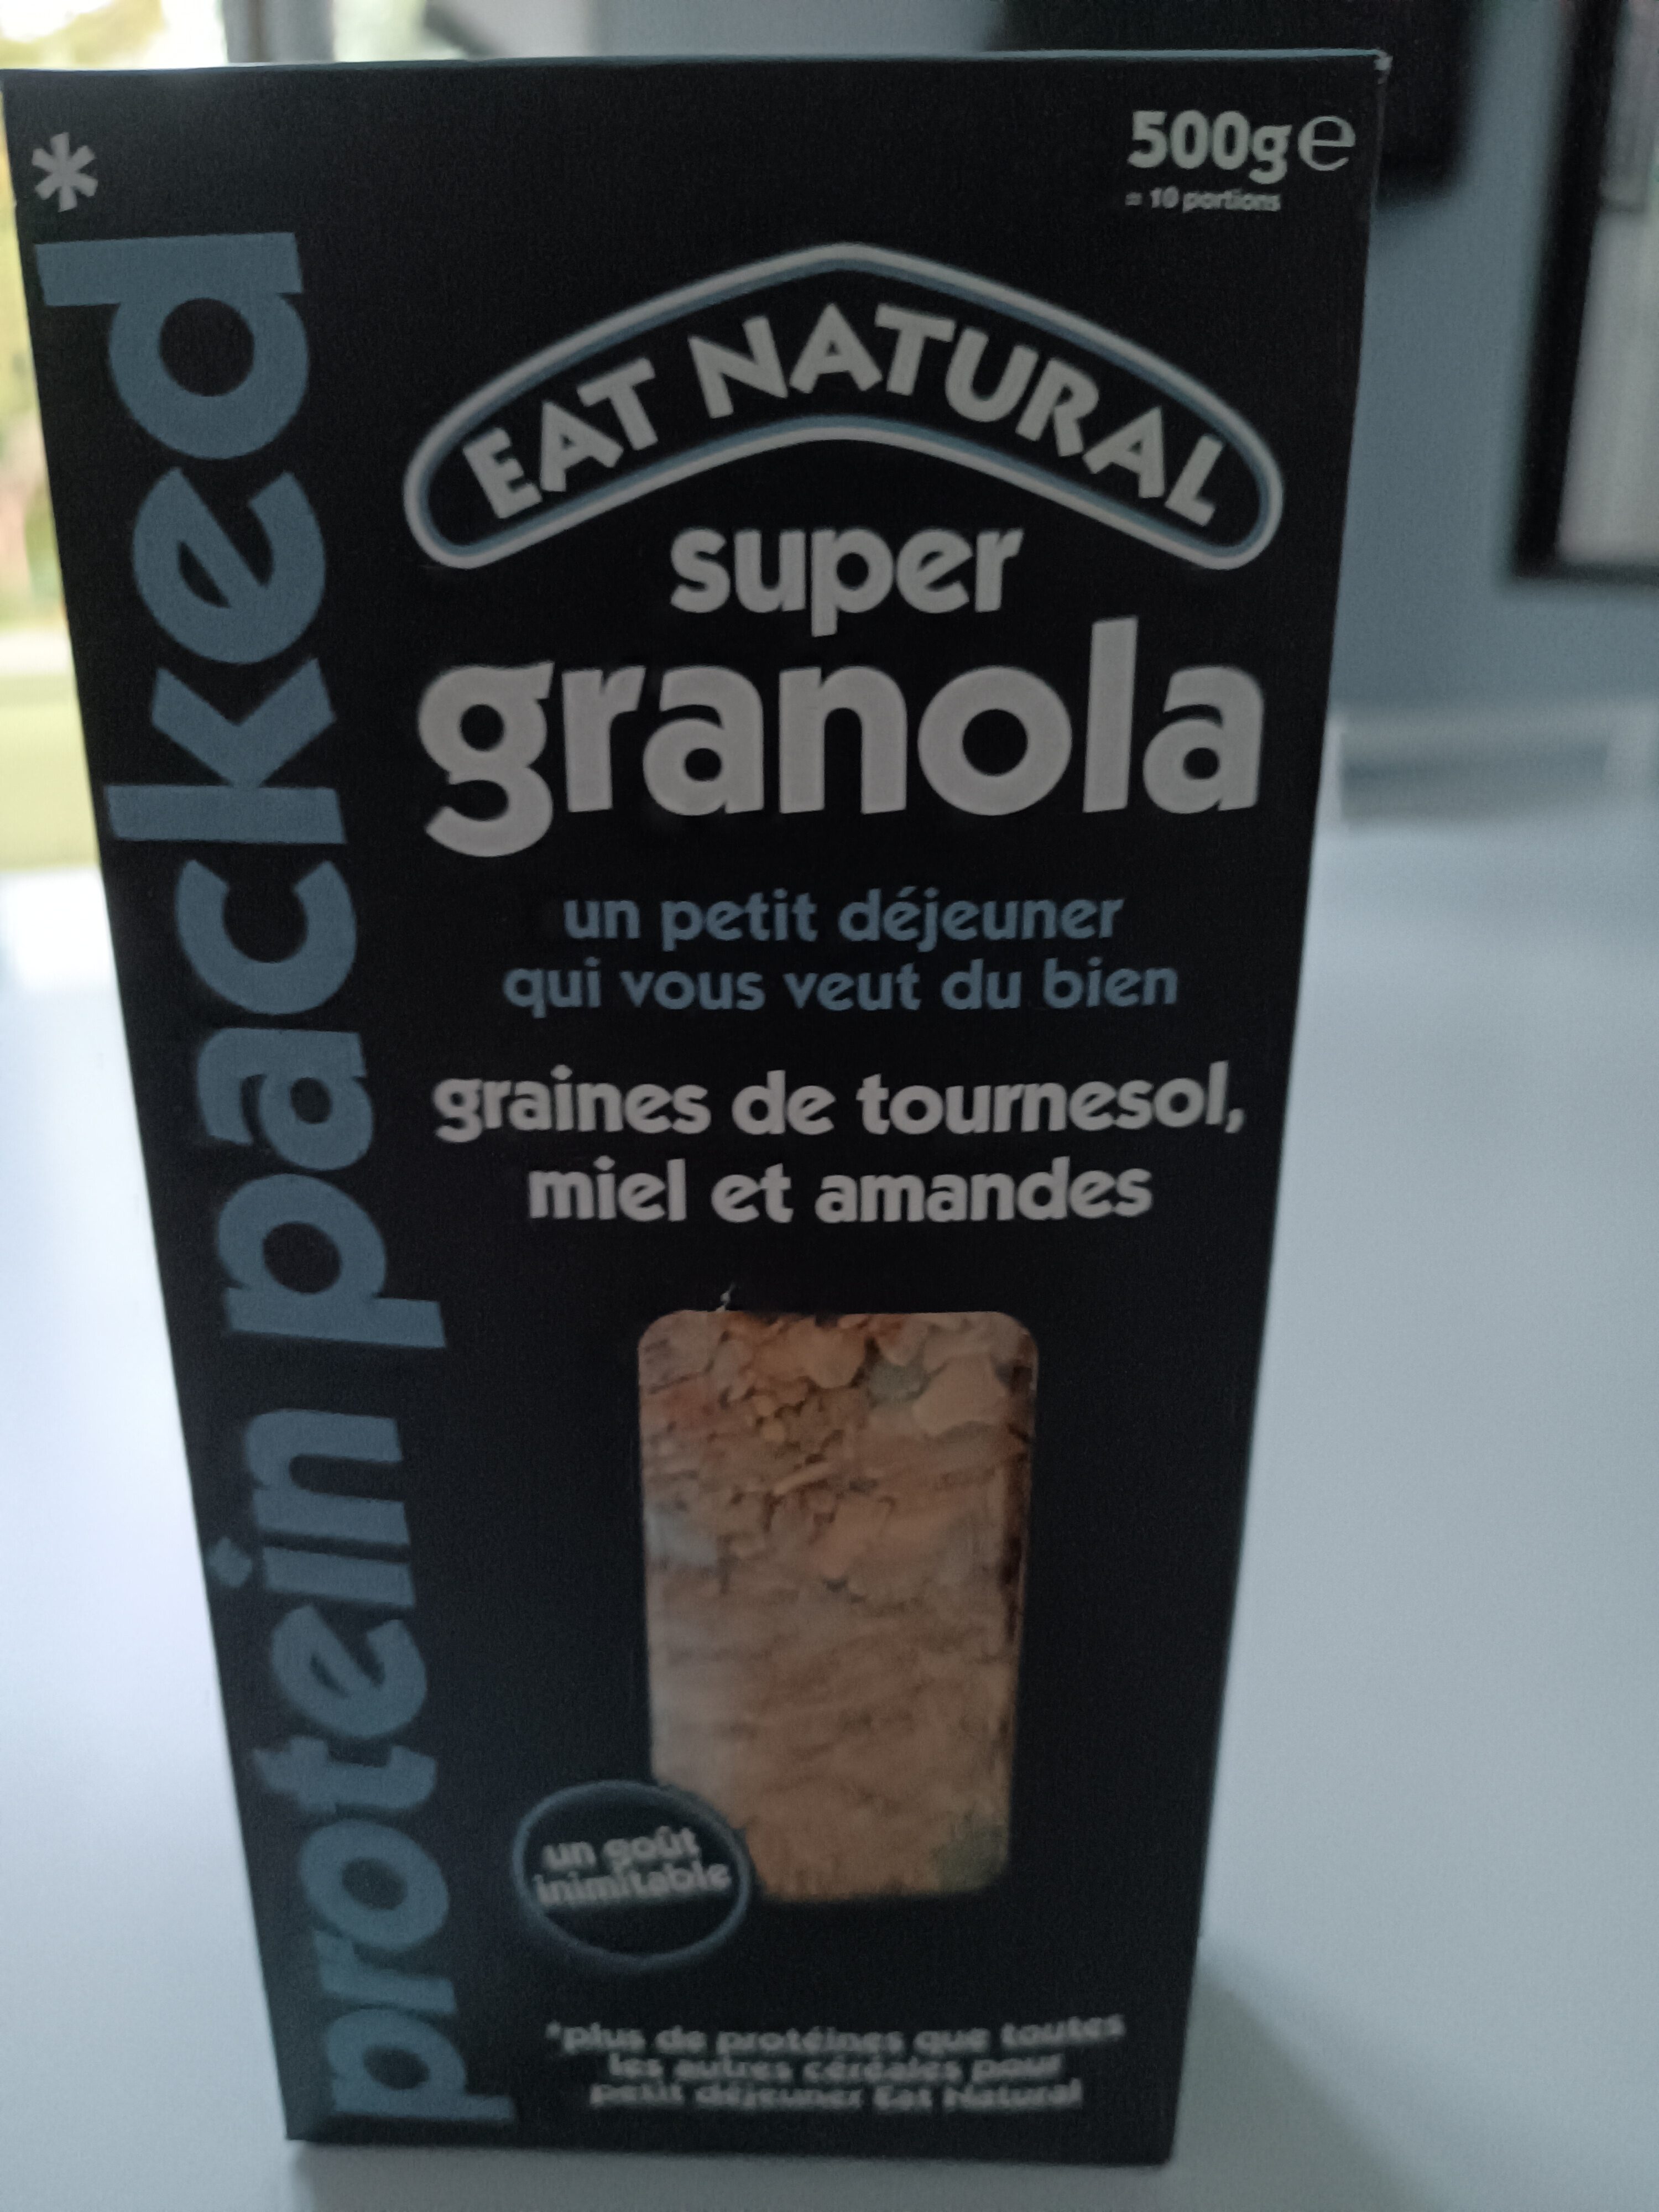 500g e
= 10 portions
*
protein packed
EAT NATURAL
super
granola
un petit déjeuner
qui vous veut du bien
graines de tournesol,
miel et amandes
un goût
inimitable
*plus de protéines que toutes
les autres céréales pour
petit déjeuner Eat Natural